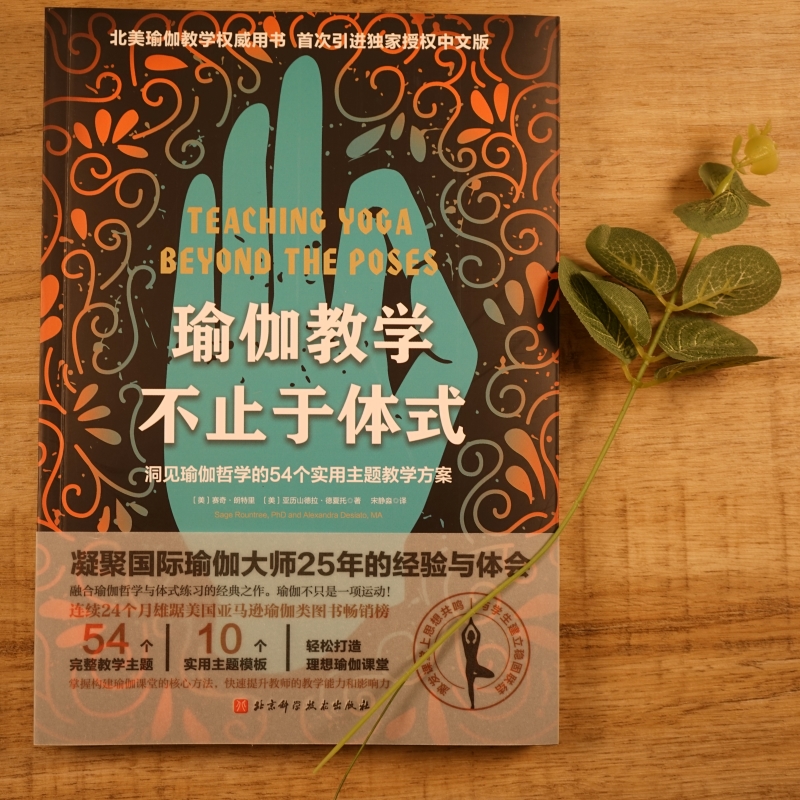 北美瑜伽教学权威用书 首次引进独家授权中文版
TEACHING YOGA
BEYOND THE POSES
瑜伽教学
不止于体式
洞见瑜伽哲学的54个实用主题教学方案
［美］赛奇·朗特里 ［美］亚历山德拉·德夏托◎著 宋静淼◎译
Sage Rountree, PhD and Alexandra Desiato, MA
凝聚国际瑜伽大师25年的经验与体会
融合瑜伽哲学与体式练习的经典之作。瑜伽不只是一项运动！
连续24个月雄踞美国亚马逊瑜伽类图书畅销榜
54个 10个 轻松打造
完整教学主题 实用主题模板 理想瑜伽课堂
掌握构建瑜伽课堂的核心方法，快速提升教师的教学能力和影响力
北京科学技术出版社